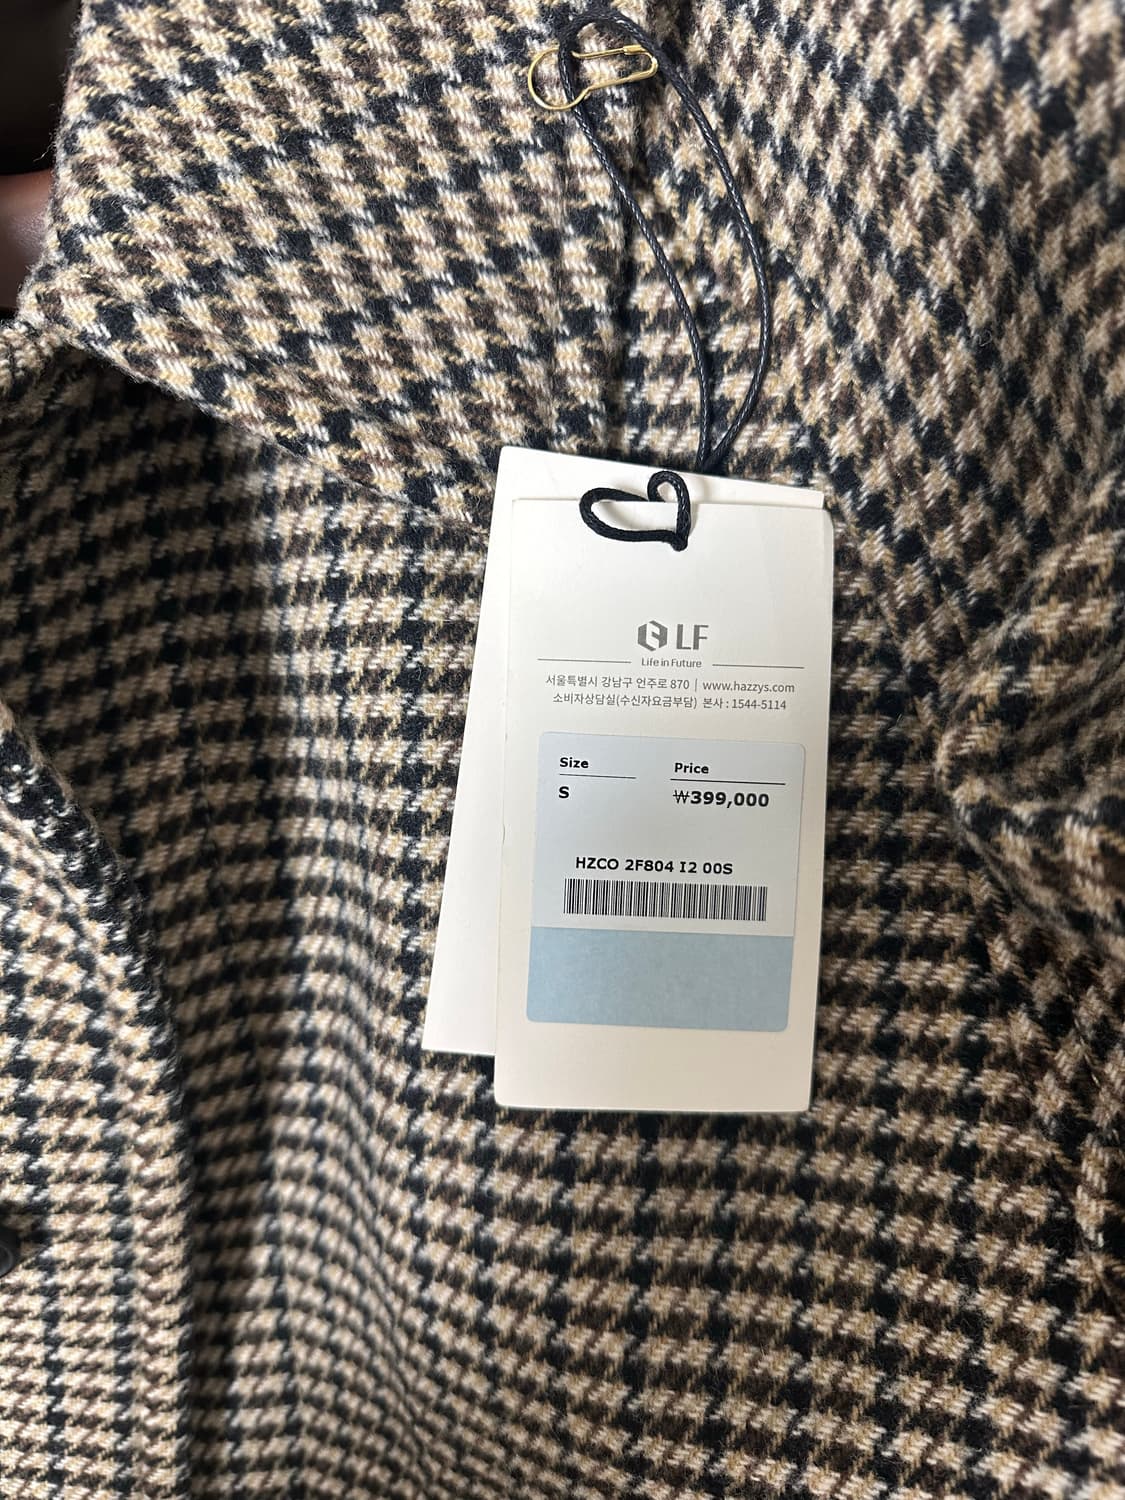 LF
Life in Future
서울특별시 강남구 언주로 870 | www.hazzys.com
소비자상담실(수신자요금부담) 본사 : 1544-5114
Size Price
S ₩399,000
HZCO 2F804 I2 00S